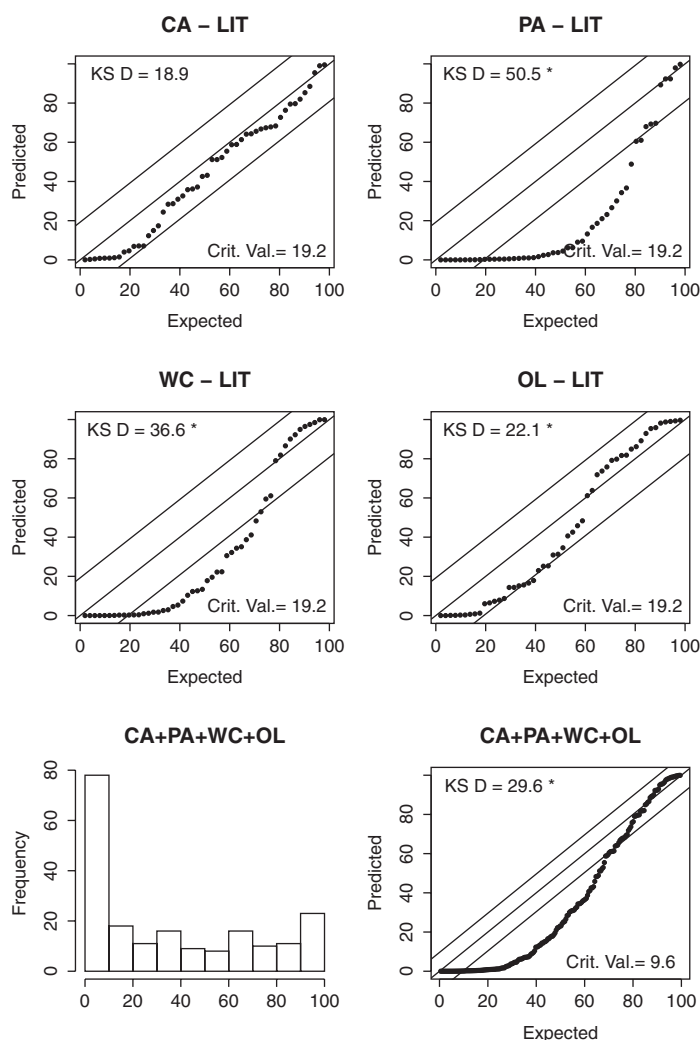 CA – LIT
KS D = 18.9
Crit. Val.= 19.2
Predicted
0 20 40 60 80
0 20 40 60 80 100
Expected
PA – LIT
KS D = 50.5 *
Crit. Val.= 19.2
Predicted
0 20 40 60 80
0 20 40 60 80 100
Expected
WC – LIT
KS D = 36.6 *
Crit. Val.= 19.2
Predicted
0 20 40 60 80
0 20 40 60 80 100
Expected
OL – LIT
KS D = 22.1 *
Crit. Val.= 19.2
Predicted
0 20 40 60 80
0 20 40 60 80 100
Expected
CA+PA+WC+OL
Frequency
0 20 40 60 80
0 20 40 60 80 100
CA+PA+WC+OL
KS D = 29.6 *
Crit. Val.= 9.6
Predicted
0 20 40 60 80
0 20 40 60 80 100
Expected